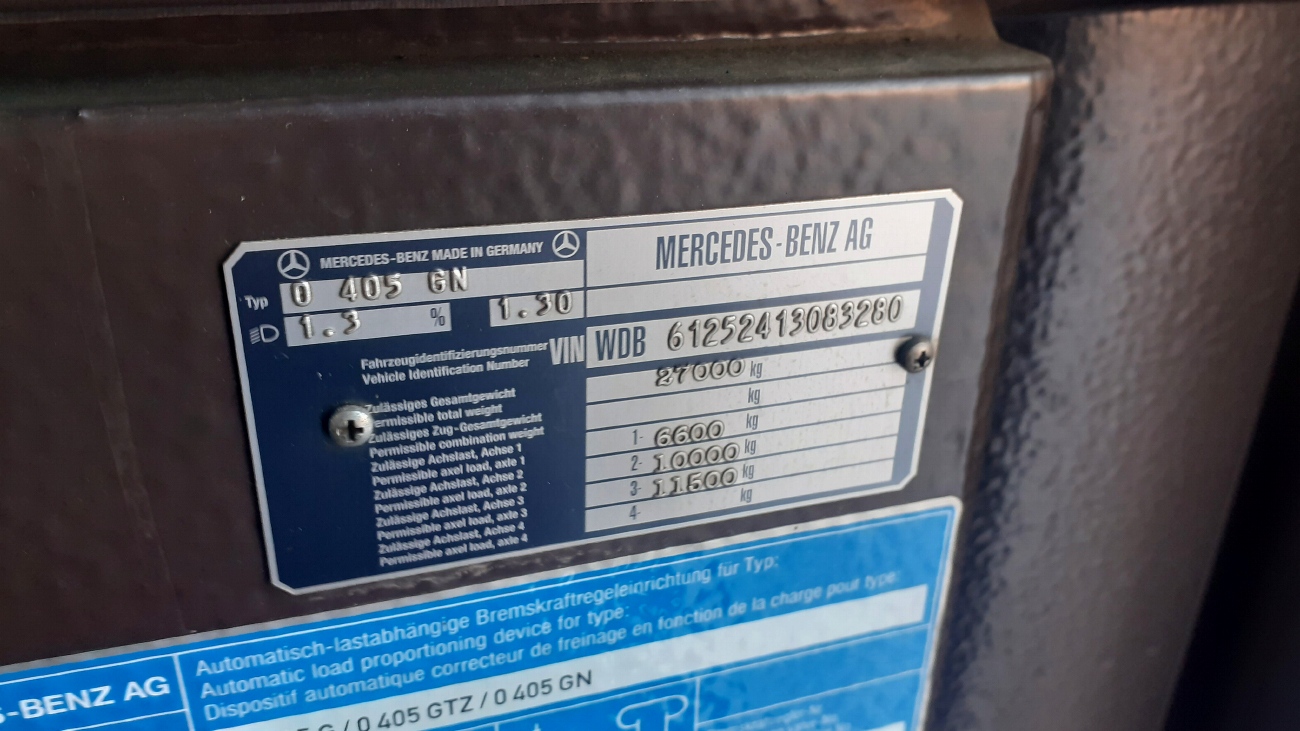 MERCEDES-BENZ MADE IN GERMANY
Typ 0 405 GN
1.3 % 1.30
MERCEDES-BENZ AG
Fahrzeugidentifizierungsnummer
Vehicle Identification Number
VIN WDB 61252413083280
Zulässiges Gesamtgewicht
Permissible total weight
27000 kg
Zulässiges Zug-Gesamtgewicht
Permissible combination weight
kg
Zulässige Achslast, Achse 1
Permissible axel load, axle 1
1- 6600 kg
Zulässige Achslast, Achse 2
Permissible axel load, axle 2
2- 10000 kg
Zulässige Achslast, Achse 3
Permissible axel load, axle 3
3- 11500 kg
Zulässige Achslast, Achse 4
Permissible axel load, axle 4
4- kg
S-BENZ AG
Automatisch-lastabhängige Bremskraftregeleinrichtung für Typ:
Automatic load proportioning device for type:
Dispositif automatique correcteur de freinage en fonction de la charge pour type:
G / 0 405 GTZ / 0 405 GN